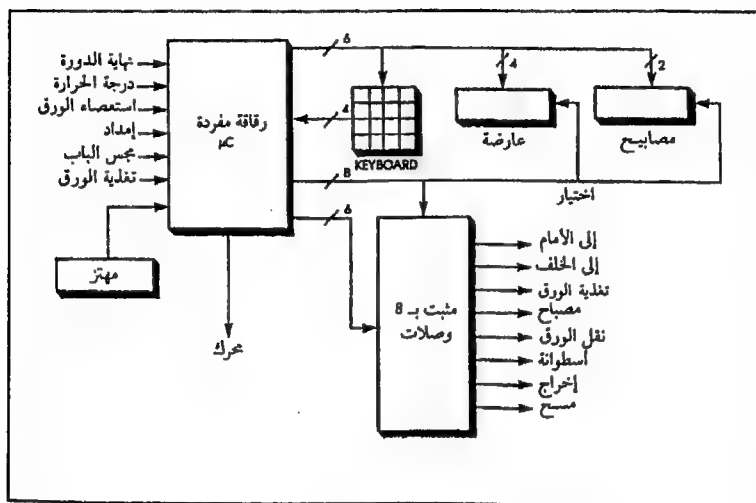 نهاية الدورة
درجة الحرارة
استعصاء الورق
إمداد
مجس الباب
تغذية الورق
مهتز
رقاقة مفردة
μC
محرك
6
4
8
6
KEYBOARD
4
عارضة
2
مصابيح
اختيار
مثبت بـ 8
وصلات
إلى الأمام
إلى الخلف
تغذية الورق
مصباح
نقل الورق
أسطوانة
إخراج
مسح